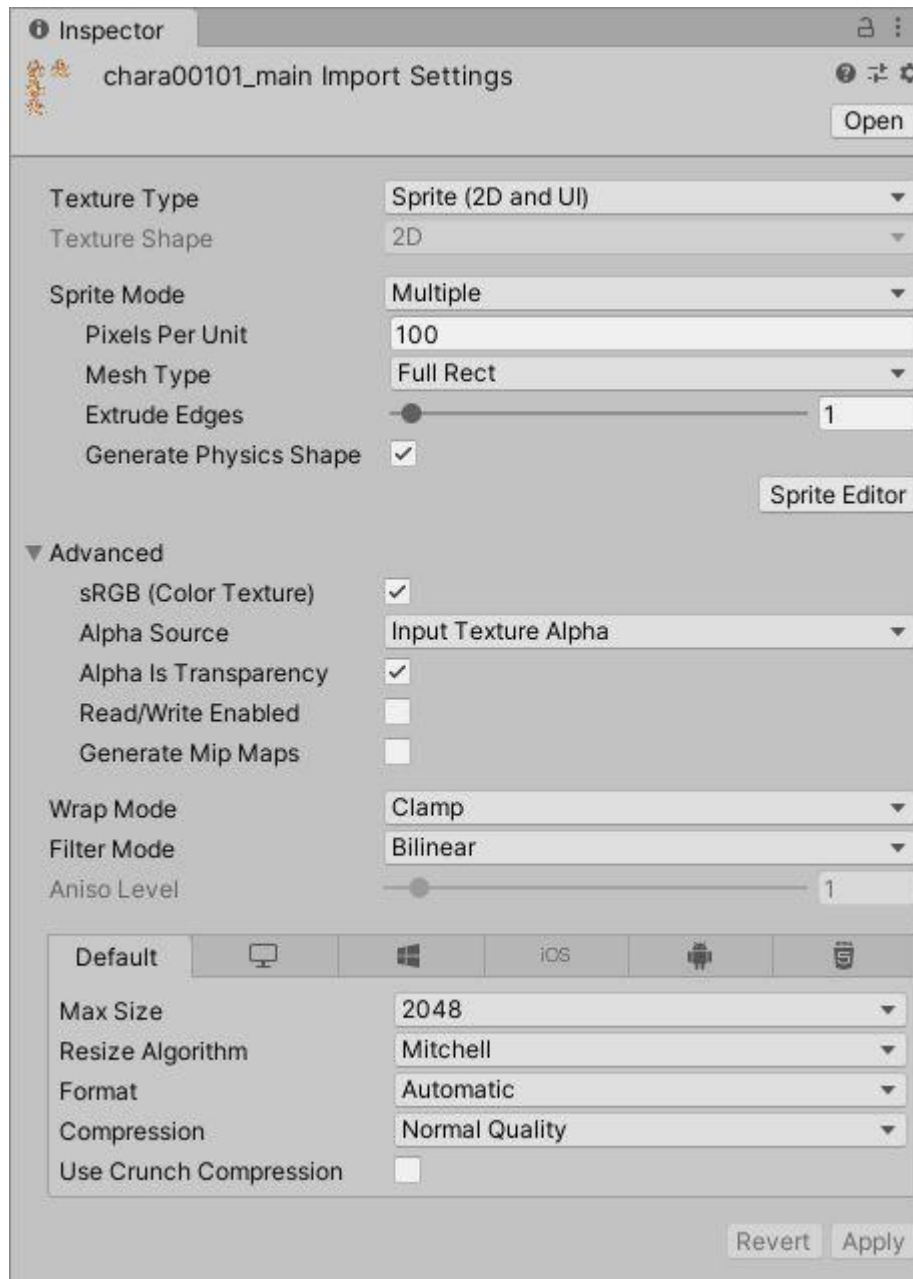 Inspector
chara00101_main Import Settings
Open
Texture Type Sprite (2D and UI)
Texture Shape 2D
Sprite Mode Multiple
Pixels Per Unit 100
Mesh Type Full Rect
Extrude Edges 1
Generate Physics Shape
Sprite Editor
Advanced
sRGB (Color Texture)
Alpha Source Input Texture Alpha
Alpha Is Transparency
Read/Write Enabled
Generate Mip Maps
Wrap Mode Clamp
Filter Mode Bilinear
Aniso Level 1
Default iOS
Max Size 2048
Resize Algorithm Mitchell
Format Automatic
Compression Normal Quality
Use Crunch Compression
Revert Apply